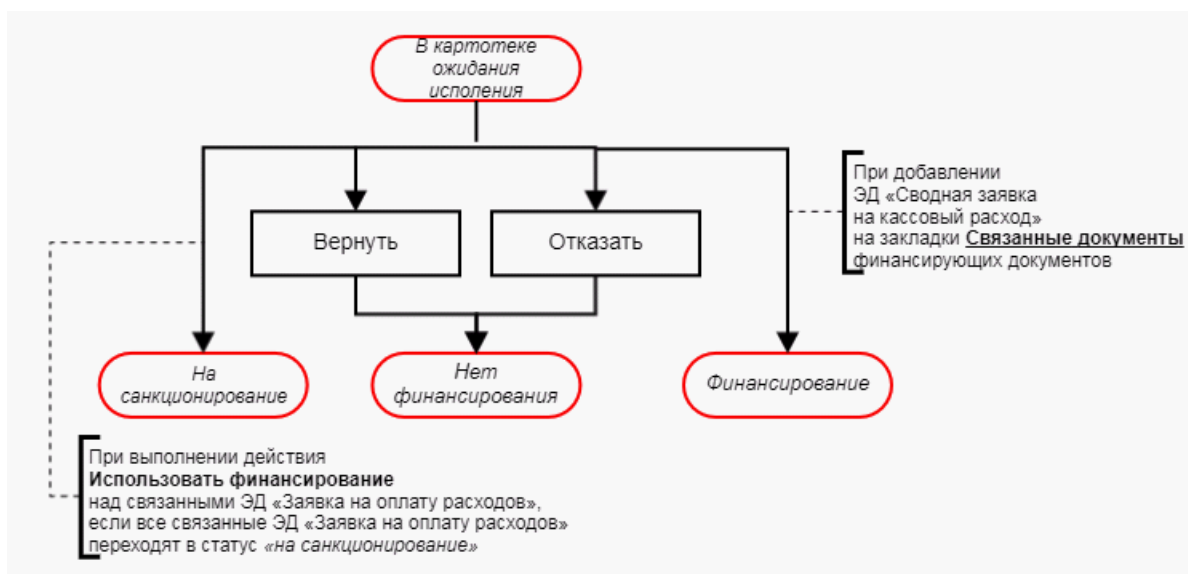 В картотеке
ожидания
исполения
При добавлении
ЭД «Сводная заявка
на кассовый расход»
на закладки Связанные документы
финансирующих документов
Вернуть
Отказать
На
санкционирование
Нет
финансирования
Финансирование
При выполнении действия
Использовать финансирование
над связанными ЭД «Заявка на оплату расходов»,
если все связанные ЭД «Заявка на оплату расходов»
переходят в статус «на санкционирование»